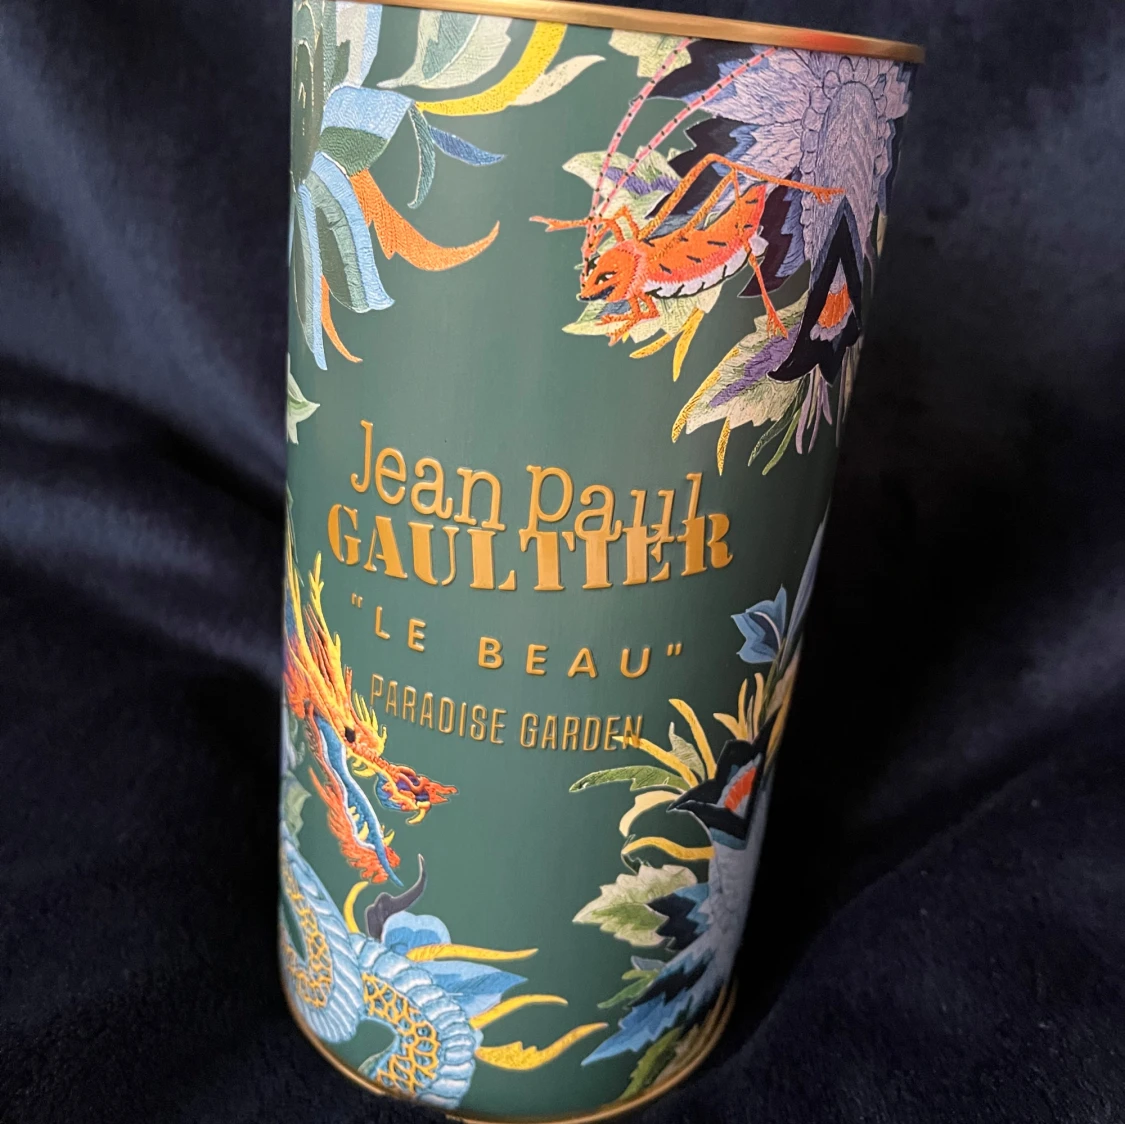 Jean Paul
GAULTIER
"LE BEAU"
PARADISE GARDEN